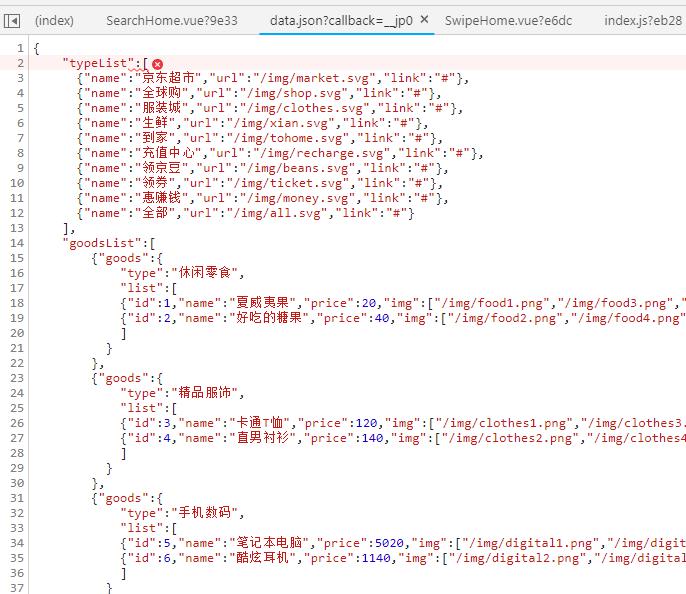 (index) SearchHome.vue?9e33 data.json?callback=__jp0 × SwipeHome.vue?e6dc index.js?eb28
1 {
2 "typeList":[
3 {"name":"京东超市","url":"/img/market.svg","link":"#"},
4 {"name":"全球购","url":"/img/shop.svg","link":"#"},
5 {"name":"服装城","url":"/img/clothes.svg","link":"#"},
6 {"name":"生鲜","url":"/img/xian.svg","link":"#"},
7 {"name":"到家","url":"/img/tohome.svg","link":"#"},
8 {"name":"充值中心","url":"/img/recharge.svg","link":"#"},
9 {"name":"领京豆","url":"/img/beans.svg","link":"#"},
10 {"name":"领券","url":"/img/ticket.svg","link":"#"},
11 {"name":"惠赚钱","url":"/img/money.svg","link":"#"},
12 {"name":"全部","url":"/img/all.svg","link":"#"}
13 ],
14 "goodsList":[
15 {"goods":{
16 "type":"休闲零食",
17 "list":[
18 {"id":1,"name":"夏威夷果","price":20,"img":["/img/food1.png","/img/food3.png","
19 {"id":2,"name":"好吃的糖果","price":40,"img":["/img/food2.png","/img/food4.png"
20 ]
21 }
22 },
23 {"goods":{
24 "type":"精品服饰",
25 "list":[
26 {"id":3,"name":"卡通T恤","price":120,"img":["/img/clothes1.png","/img/clothes3.
27 {"id":4,"name":"直男衬衫","price":140,"img":["/img/clothes2.png","/img/clothes4
28 ]
29 }
30 },
31 {"goods":{
32 "type":"手机数码",
33 "list":[
34 {"id":5,"name":"笔记本电脑","price":5020,"img":["/img/digital1.png","/img/digit
35 {"id":6,"name":"酷炫耳机","price":1140,"img":["/img/digital2.png","/img/digital
36 ]
37 }